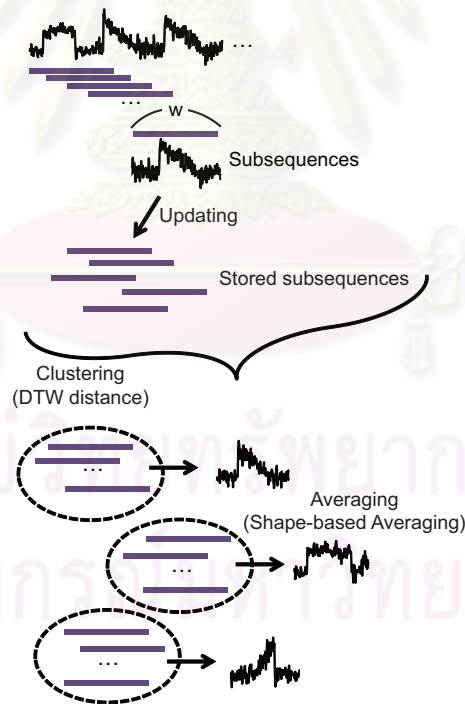 ...
...
w
Subsequences
Updating
Stored subsequences
Clustering
(DTW distance)
...
Averaging
(Shape-based Averaging)
...
...